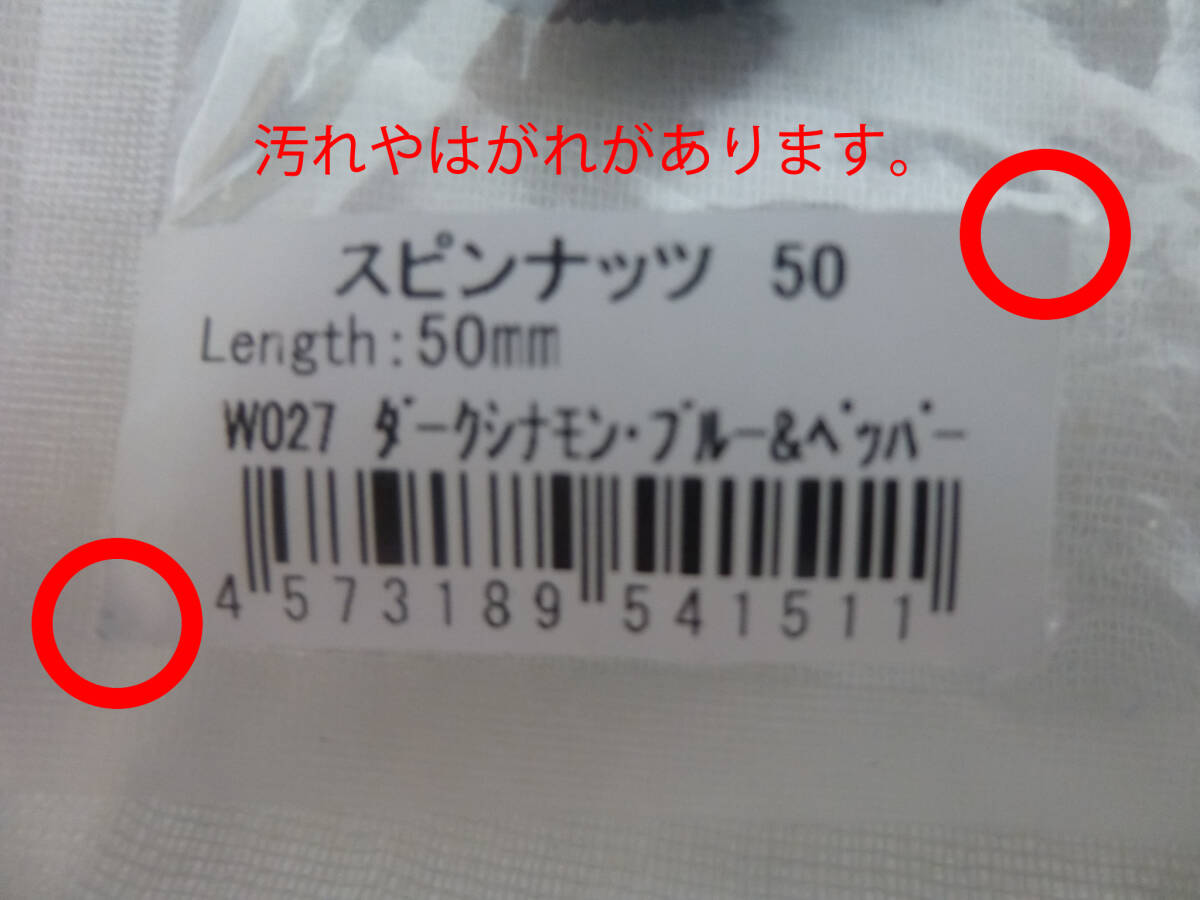 汚れやはがれがあります。
スピンナッツ 50
Length:50mm
W027 ダークシナモン・ブルー&ペッパー
4 573189 541511